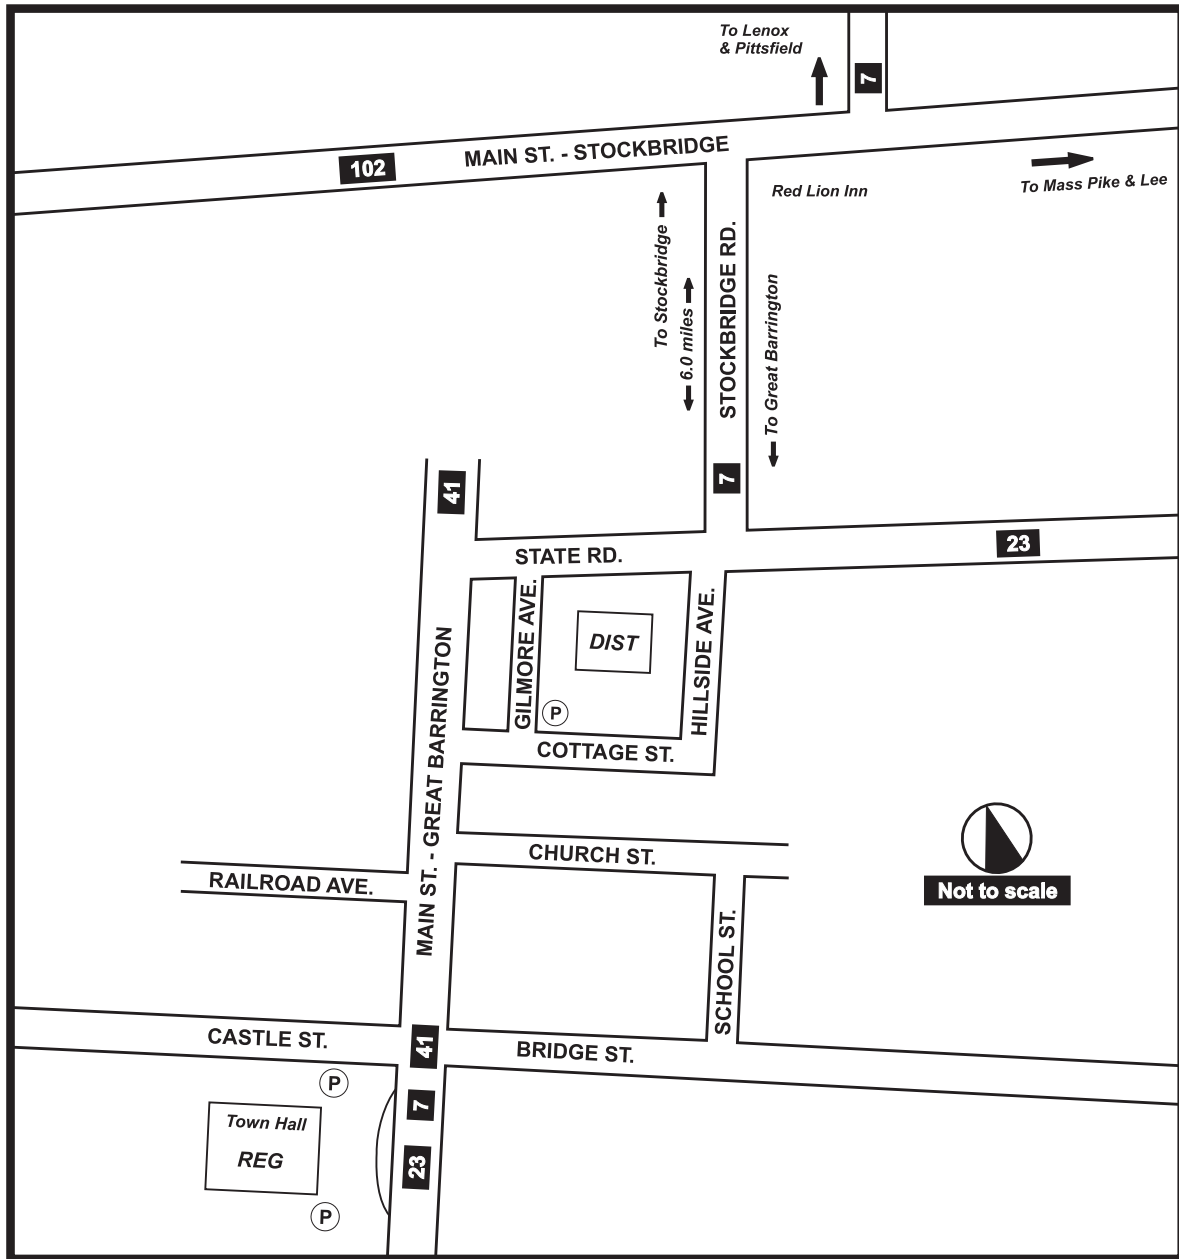 To Lenox
& Pittsfield
7
102
MAIN ST. - STOCKBRIDGE
Red Lion Inn
To Mass Pike & Lee
To Stockbridge
6.0 miles
STOCKBRIDGE RD.
To Great Barrington
7
41
23
STATE RD.
GILMORE AVE.
DIST
HILLSIDE AVE.
P
COTTAGE ST.
MAIN ST. - GREAT BARRINGTON
CHURCH ST.
RAILROAD AVE.
Not to scale
SCHOOL ST.
CASTLE ST.
41
BRIDGE ST.
P
7
Town Hall
REG
23
P